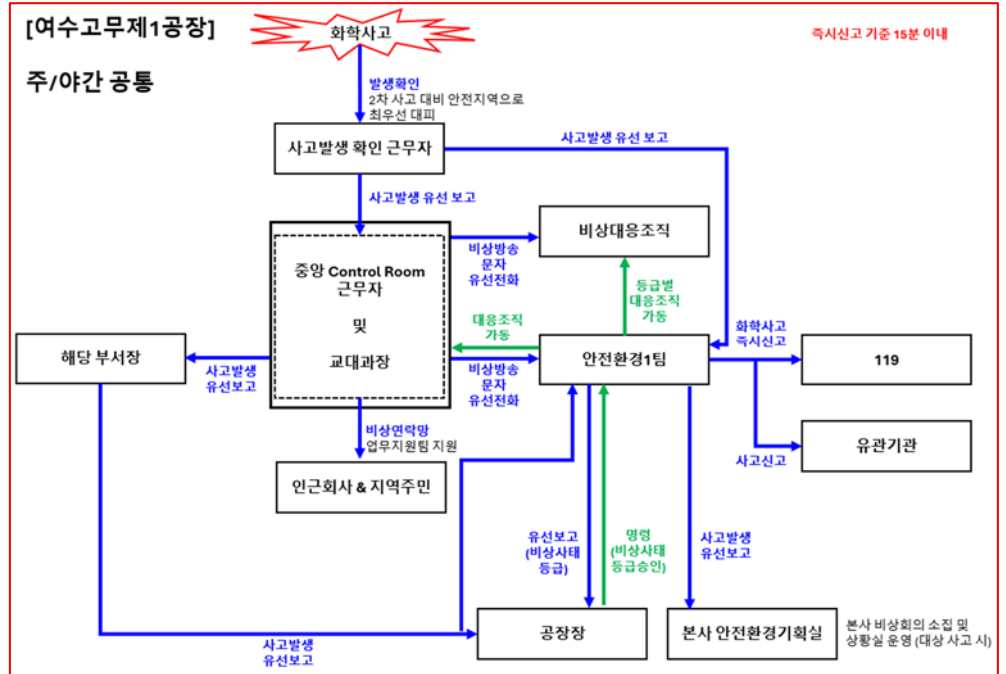 [여수고무제1공장]
화학사고
즉시신고 기준 15분 이내
주/야간 공통
발생확인
2차 사고 대비 안전지역으로
최우선 대피
사고발생 확인 근무자
사고발생 유선 보고
사고발생 유선 보고
중앙 Control Room
근무자
및
교대과장
비상방송
문자
유선전화
비상대응조직
등급별
대응조직
가동
대응조직
가동
비상방송
문자
유선전화
안전환경1팀
화학사고
즉시신고
119
사고신고
유관기관
해당 부서장
사고발생
유선보고
비상연락망
업무지원팀 지원
인근회사 & 지역주민
유선보고
(비상사태
등급)
명령
(비상사태
등급승인)
사고발생
유선보고
사고발생
유선보고
공장장
본사 안전환경기획실
본사 비상회의 소집 및
상황실 운영 (대상 사고 시)